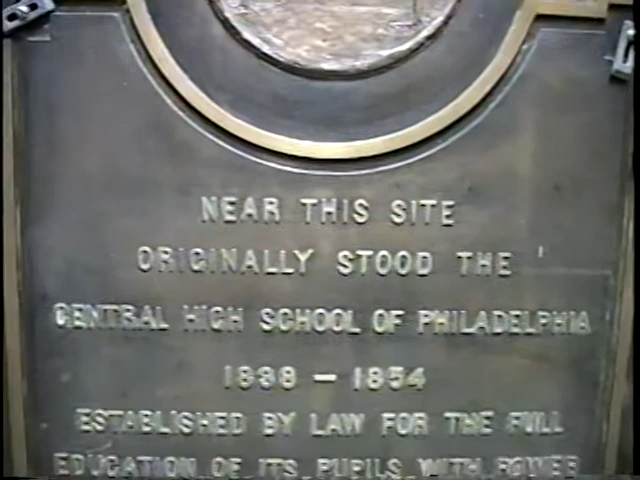 NEAR THIS SITE
ORIGINALLY STOOD THE
CENTRAL HIGH SCHOOL OF PHILADELPHIA
1838 – 1854
ESTABLISHED BY LAW FOR THE FULL
EDUCATION OF ITS PUPILS WITH POWER